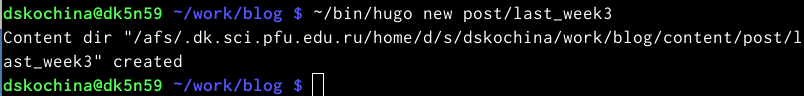 dskochina@dk5n59 ~/work/blog $ ~/bin/hugo new post/last_week3
Content dir "/afs/.dk.sci.pfu.edu.ru/home/d/s/dskochina/work/blog/content/post/l
ast_week3" created
dskochina@dk5n59 ~/work/blog $